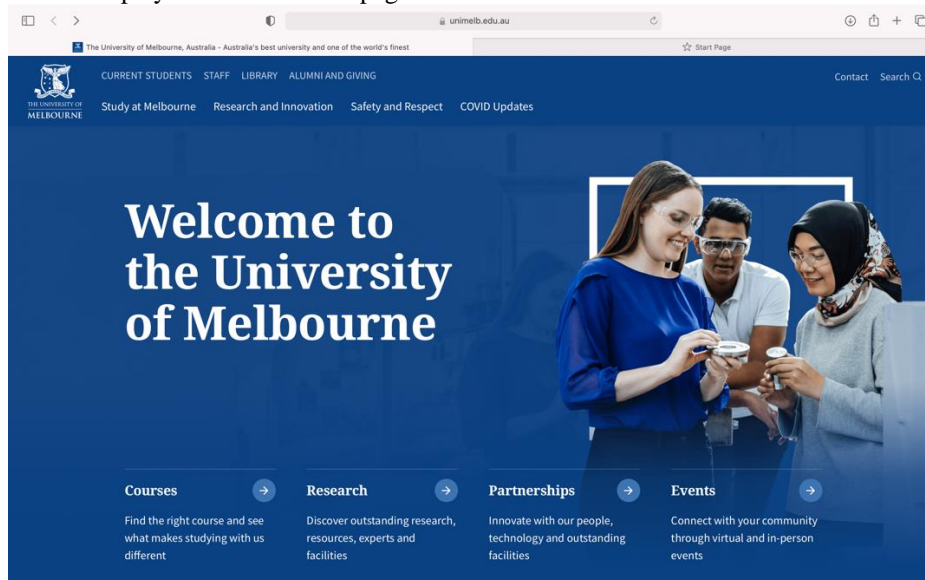 unimelb.edu.au
The University of Melbourne, Australia - Australia's best university and one of the world's finest
Start Page
CURRENT STUDENTS STAFF LIBRARY ALUMNI AND GIVING
Contact Search
THE UNIVERSITY OF
MELBOURNE
Study at Melbourne Research and Innovation Safety and Respect COVID Updates
Welcome to
the University
of Melbourne
Courses
Find the right course and see
what makes studying with us
different
Research
Discover outstanding research,
resources, experts and
facilities
Partnerships
Innovate with our people,
technology and outstanding
facilities
Events
Connect with your community
through virtual and in-person
events